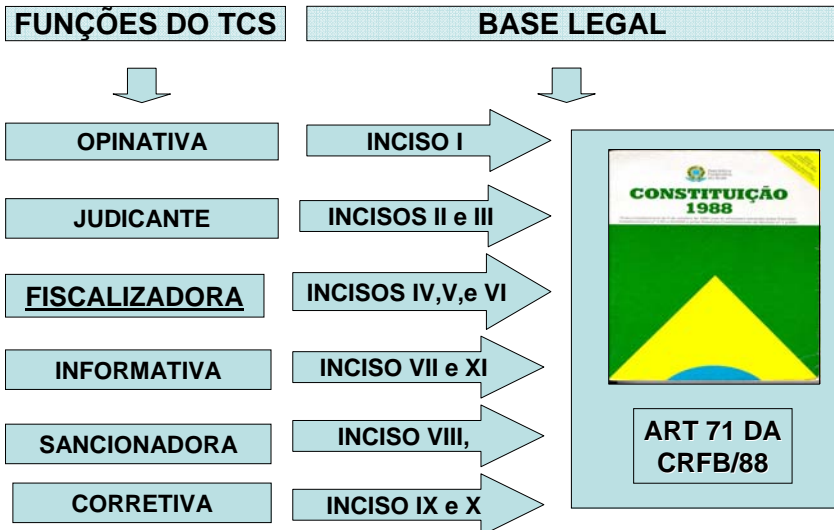 FUNÇÕES DO TCS
BASE LEGAL
OPINATIVA
INCISO I
JUDICANTE
INCISOS II e III
FISCALIZADORA
INCISOS IV,V,e VI
INFORMATIVA
INCISO VII e XI
SANCIONADORA
INCISO VIII,
CORRETIVA
INCISO IX e X
CONSTITUIÇÃO
1988
ART 71 DA
CRFB/88